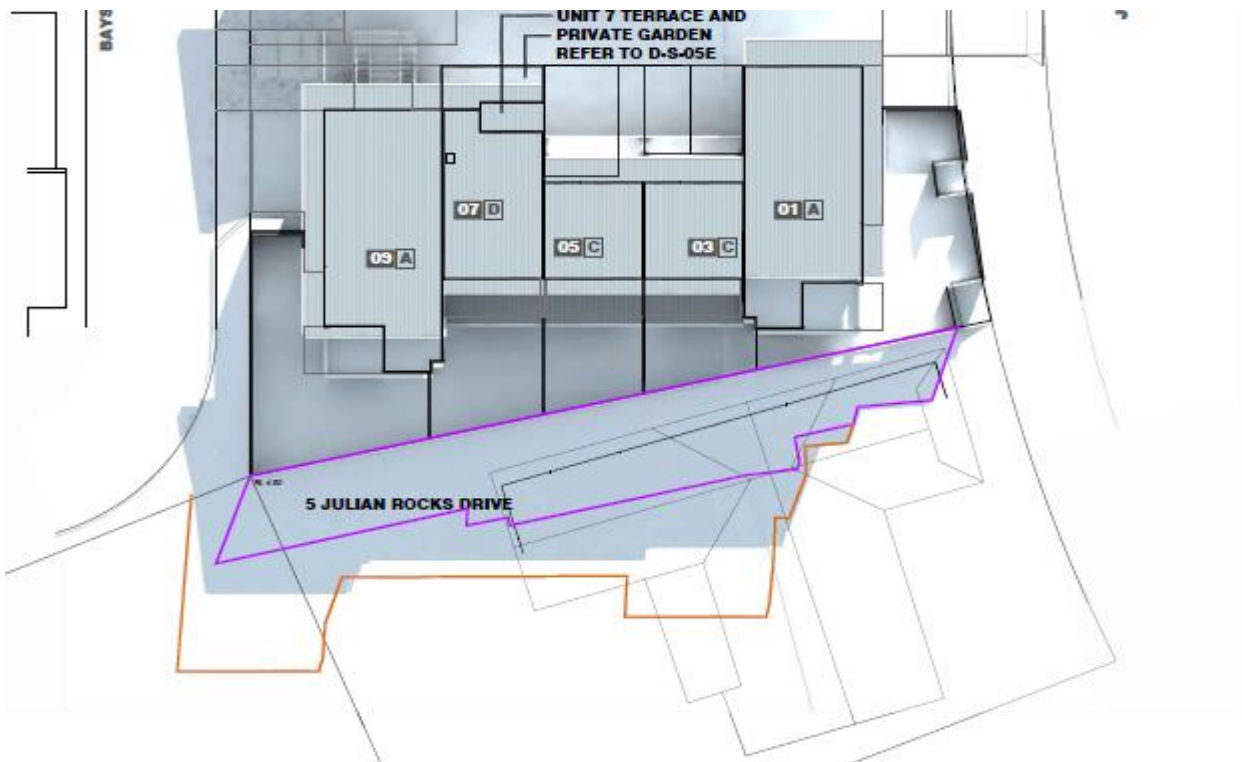 UNIT 7 TERRACE AND
PRIVATE GARDEN
REFER TO D-S-05E
BAYS
07 D
01 A
05 C
03 C
09 A
5 JULIAN ROCKS DRIVE